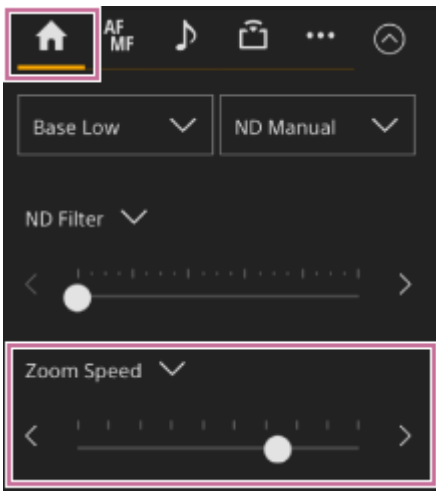 AF
MF
Base Low
ND Manual
ND Filter
Zoom Speed